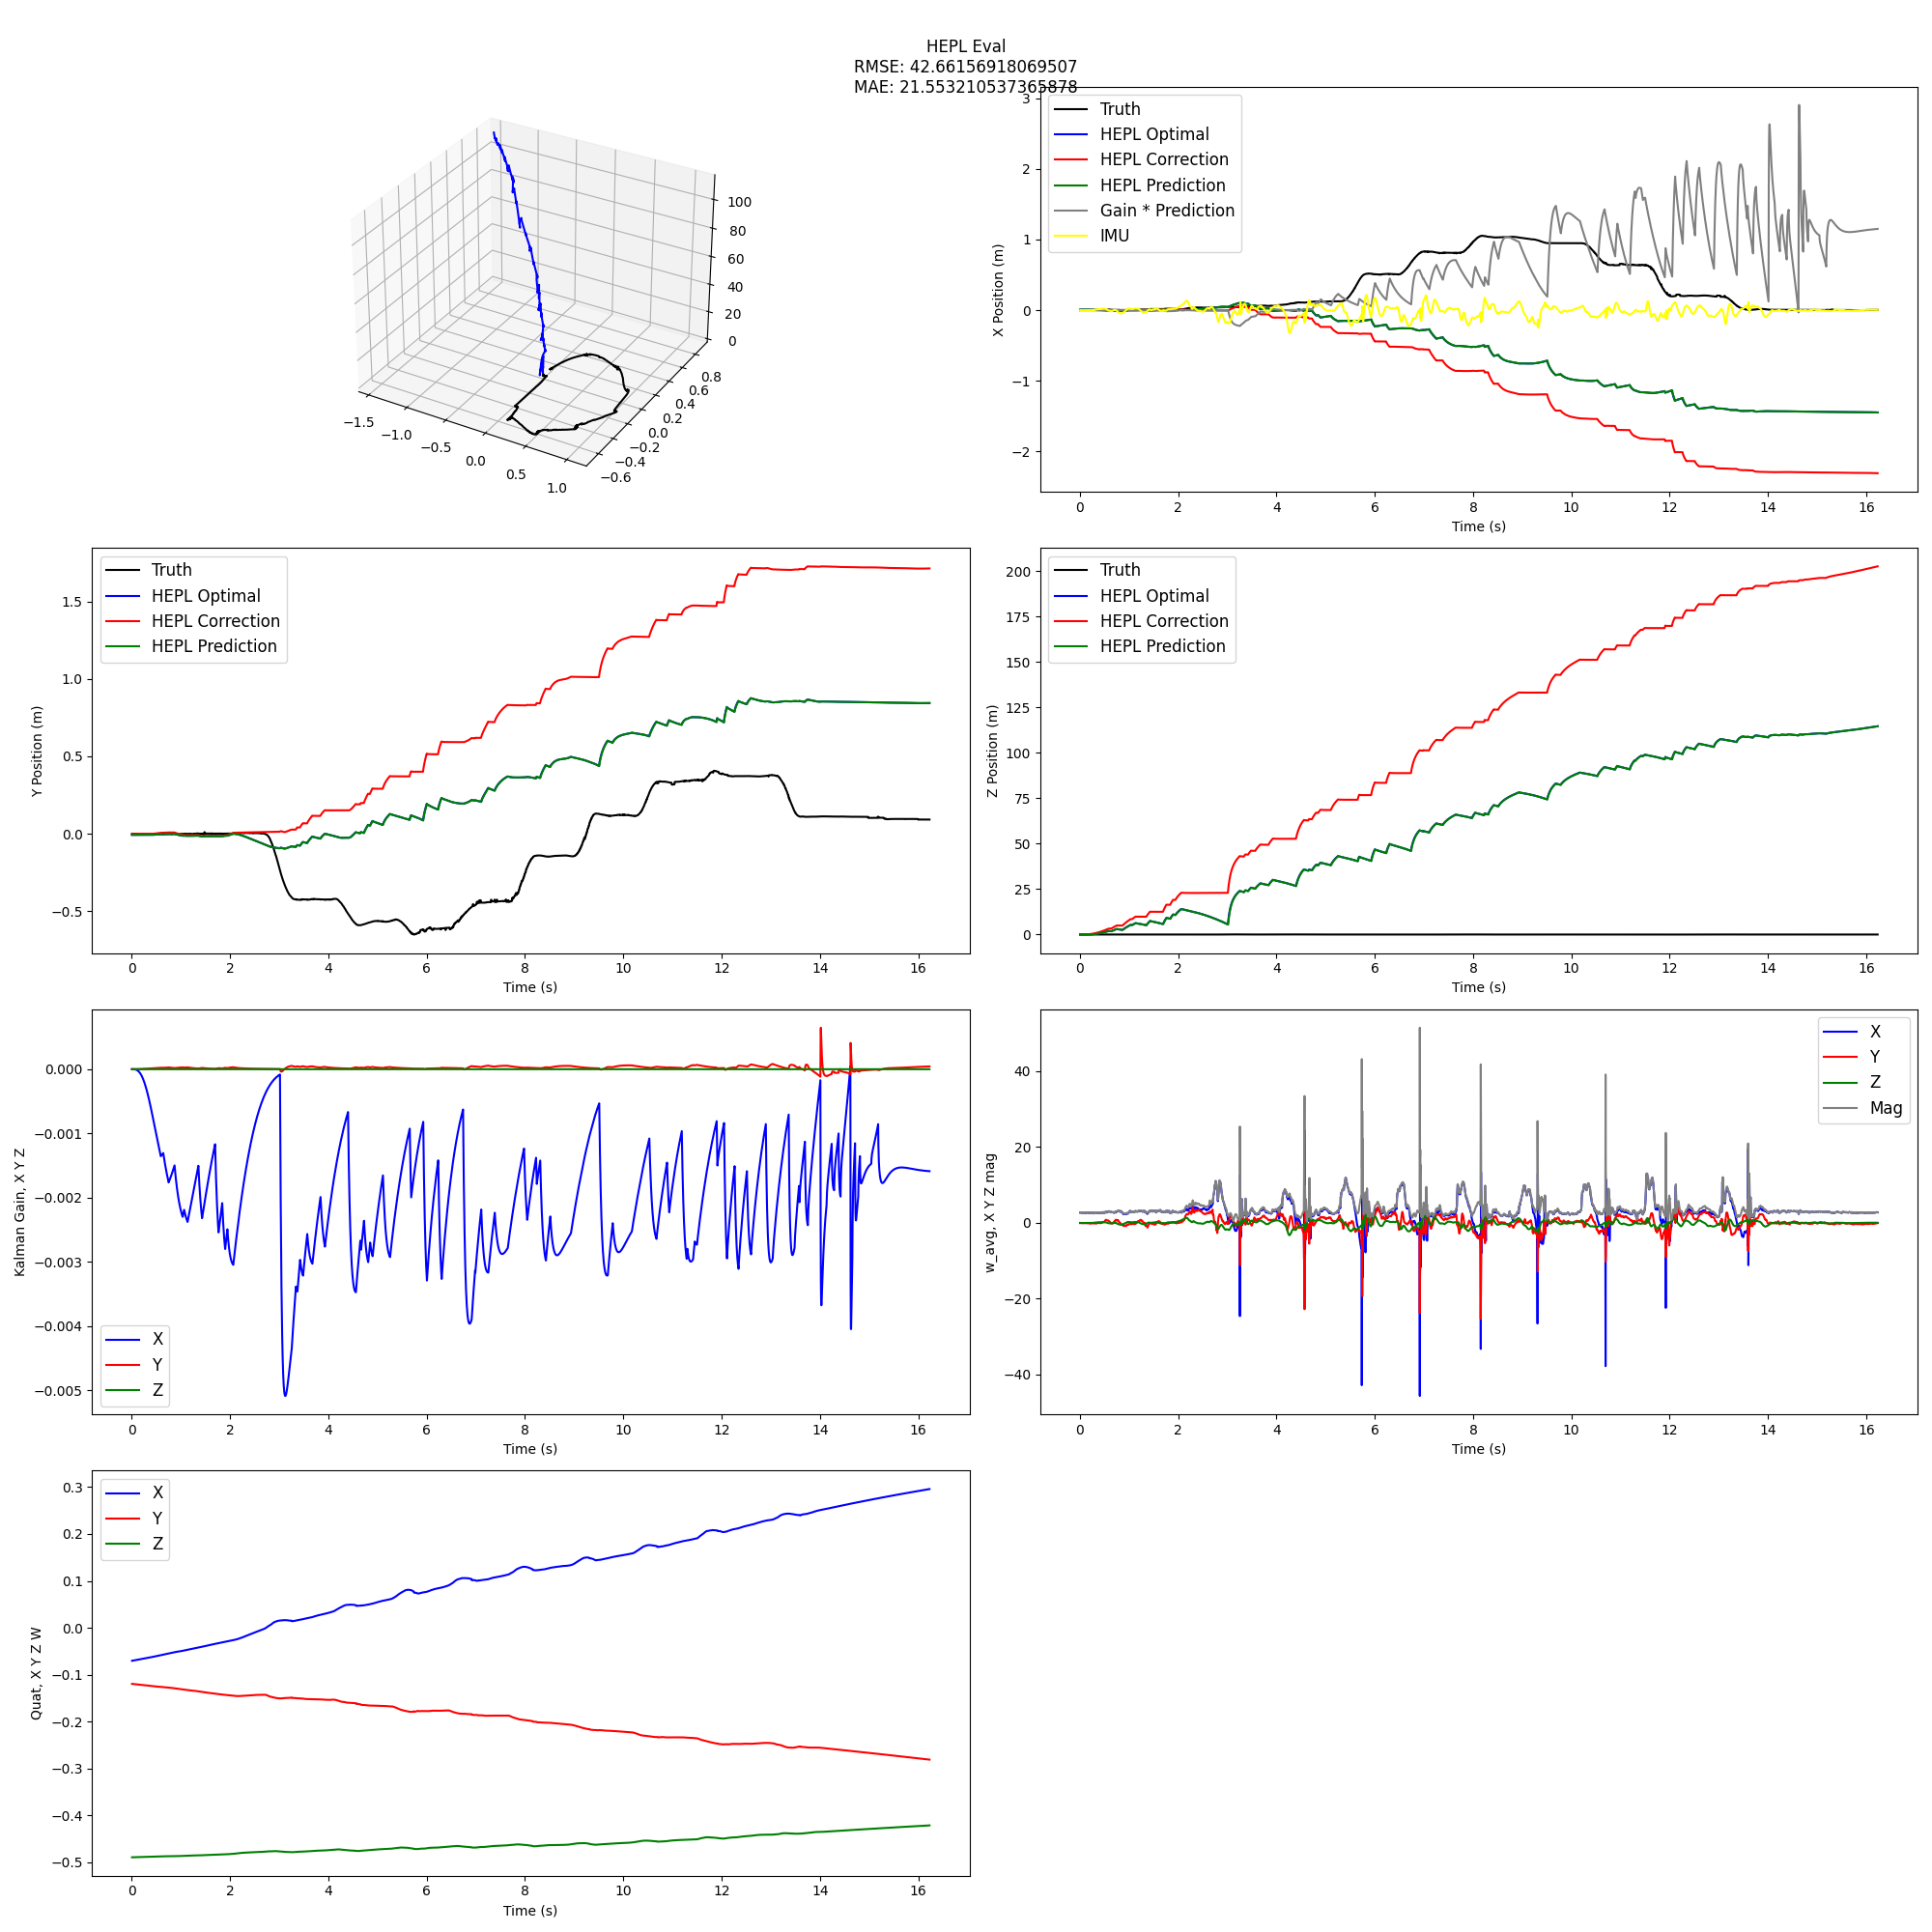 HEPL Eval
RMSE: 42.66156918069507
MAE: 21.553210537365878
100
80
60
40
20
0
0.8
0.6
0.4
0.2
0.0
−0.2
−0.4
−0.6
−1.5
−1.0
−0.5
0.0
0.5
1.0
Truth
HEPL Optimal
HEPL Correction
HEPL Prediction
Gain * Prediction
IMU
3
2
1
0
−1
−2
X Position (m)
0 2 4 6 8 10 12 14 16
Time (s)
Truth
HEPL Optimal
HEPL Correction
HEPL Prediction
1.5
1.0
0.5
0.0
−0.5
Y Position (m)
0 2 4 6 8 10 12 14 16
Time (s)
Truth
HEPL Optimal
HEPL Correction
HEPL Prediction
200
175
150
125
100
75
50
25
0
Z Position (m)
0 2 4 6 8 10 12 14 16
Time (s)
0.000
−0.001
−0.002
−0.003
−0.004
−0.005
Kalman Gain, X Y Z
X
Y
Z
0 2 4 6 8 10 12 14 16
Time (s)
X
Y
Z
Mag
40
20
0
−20
−40
w_avg, X Y Z mag
0 2 4 6 8 10 12 14 16
Time (s)
X
Y
Z
0.3
0.2
0.1
0.0
−0.1
−0.2
−0.3
−0.4
−0.5
Quat, X Y Z W
0 2 4 6 8 10 12 14 16
Time (s)